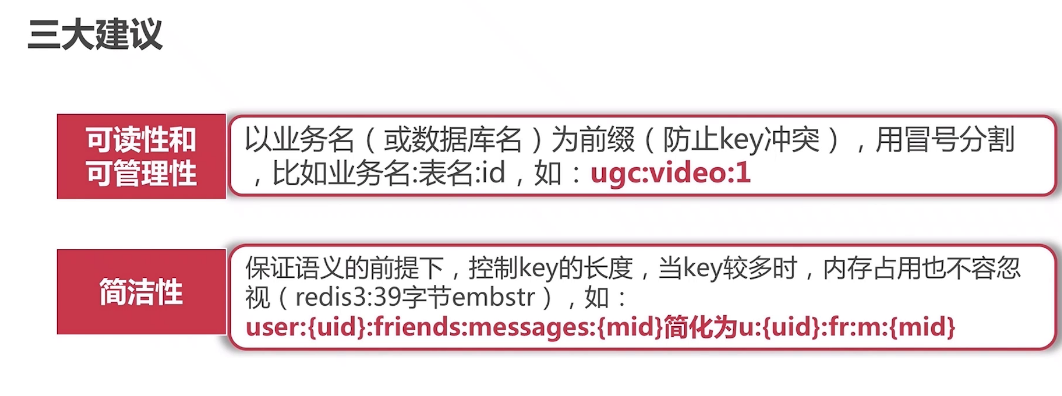 三大建议
可读性和
可管理性
以业务名（或数据库名）为前缀（防止key冲突），用冒号分割
，比如业务名:表名:id，如：ugc:video:1
简洁性
保证语义的前提下，控制key的长度，当key较多时，内存占用也不容忽
视（redis3:39字节embstr），如：
user:{uid}:friends:messages:{mid}简化为u:{uid}:fr:m:{mid}